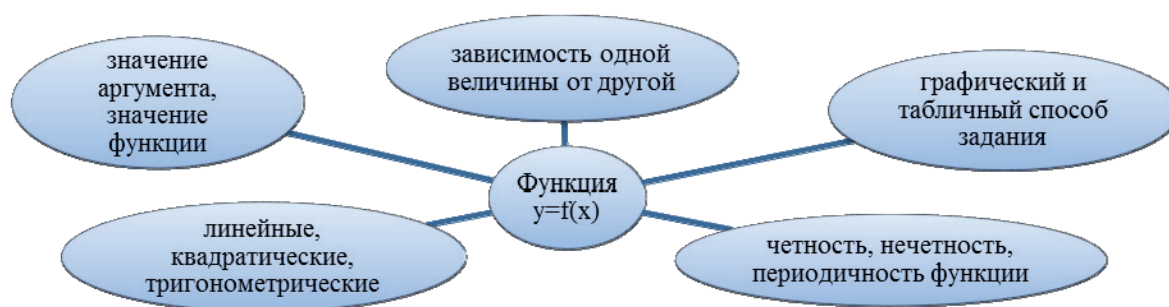 значение
аргумента,
значение
функции
зависимость одной
величины от другой
графический и
табличный способ
задания
Функция
y=f(x)
линейные,
квадратические,
тригонометрические
четность, нечетность,
периодичность функции